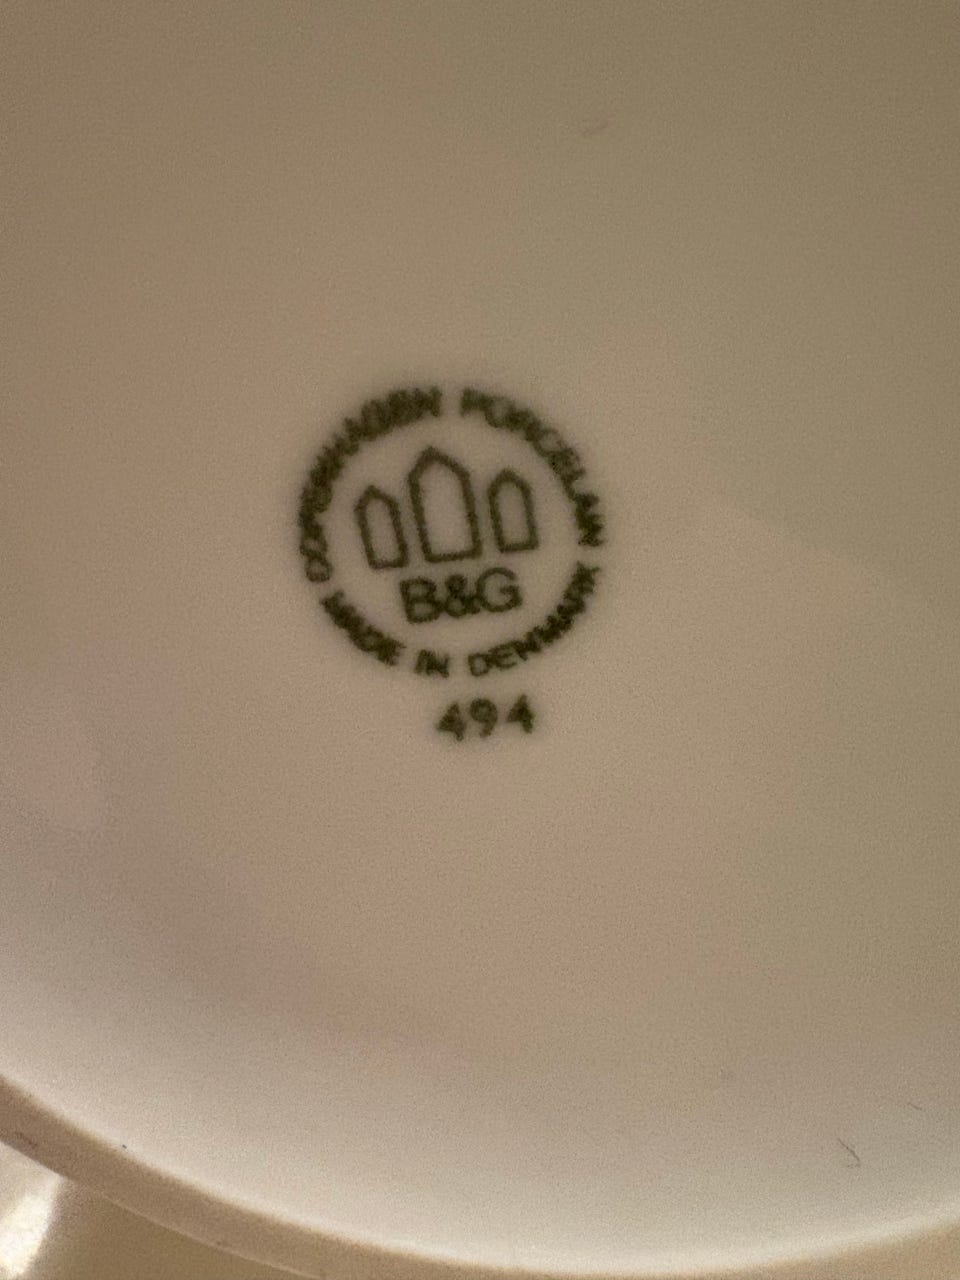 COPENHAGEN PORCELAIN
B&G
MADE IN DENMARK
494